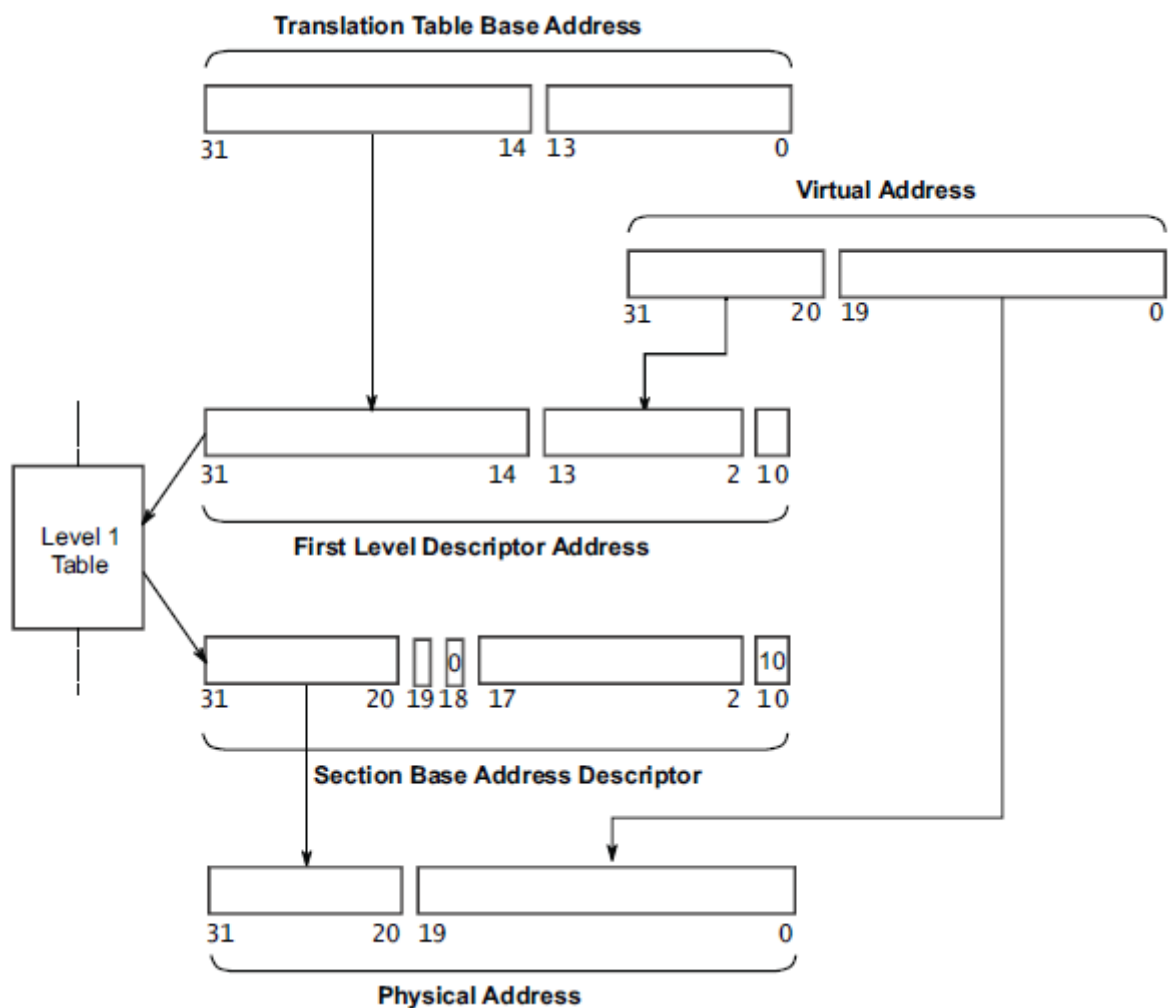 Translation Table Base Address
31 14 13 0
Virtual Address
31 20 19 0
31 14 13 2 1 0
First Level Descriptor Address
Level 1
Table
0 10
31 20 19 18 17 2 1 0
Section Base Address Descriptor
31 20 19 0
Physical Address